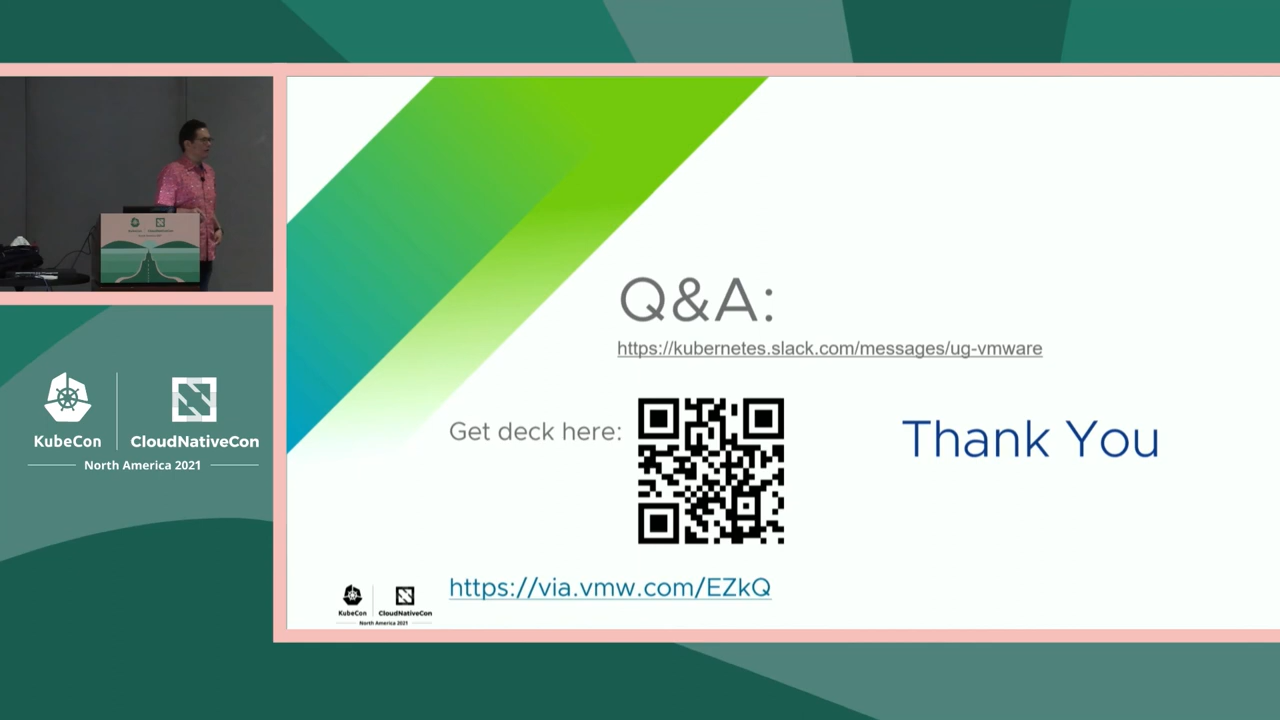 KubeCon
CloudNativeCon
North America 2021
Q&A:
https://kubernetes.slack.com/messages/ug-vmware
Get deck here:
Thank You
https://via.vmw.com/EZkQ
KubeCon
CloudNativeCon
North America 2021